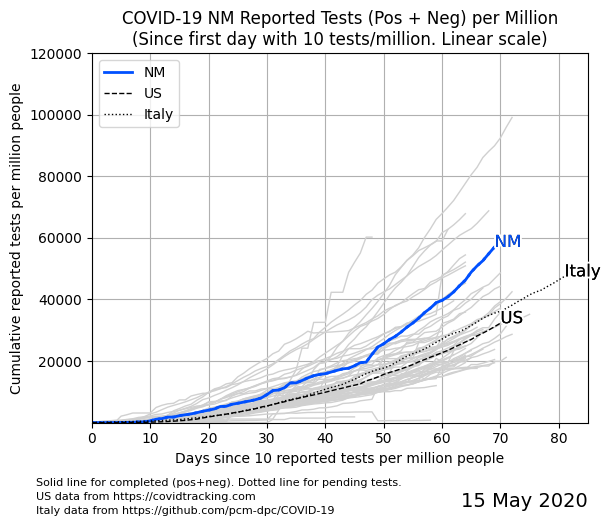 COVID-19 NM Reported Tests (Pos + Neg) per Million
(Since first day with 10 tests/million. Linear scale)
120000
100000
80000
60000
40000
20000
Cumulative reported tests per million people
NM
US
Italy
NM
Italy
US
0
10
20
30
40
50
60
70
80
Days since 10 reported tests per million people
Solid line for completed (pos+neg). Dotted line for pending tests.
US data from https://covidtracking.com
Italy data from https://github.com/pcm-dpc/COVID-19
15 May 2020